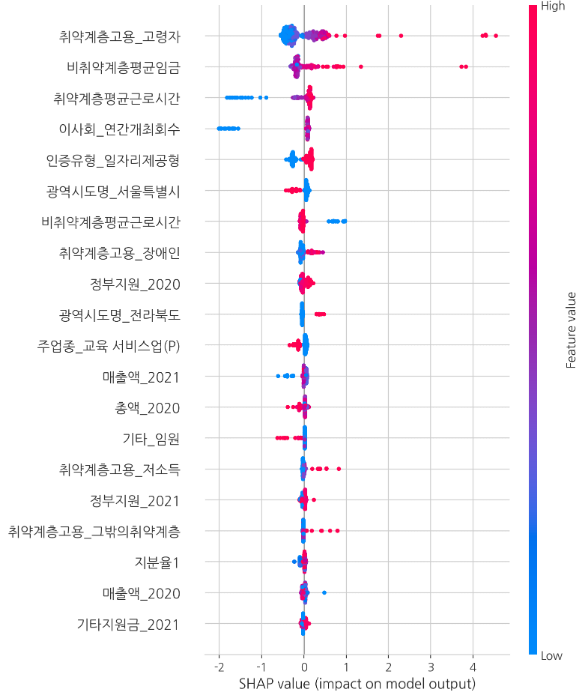 High
취약계층고용_고령자
비취약계층평균임금
취약계층평균근로시간
이사회_연간개최회수
인증유형_일자리제공형
광역시도명_서울특별시
비취약계층평균근로시간
취약계층고용_장애인
정부지원_2020
광역시도명_전라북도
주업종_교육 서비스업(P)
매출액_2021
총액_2020
기타_임원
취약계층고용_저소득
정부지원_2021
취약계층고용_그밖의취약계층
지분율1
매출액_2020
기타지원금_2021
Feature value
Low
-2 -1 0 1 2 3 4
SHAP value (impact on model output)